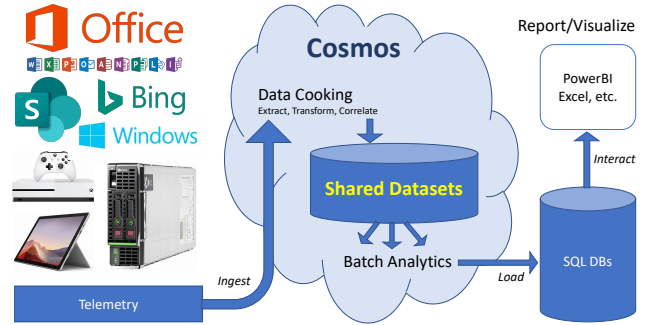 Office
Bing
S
Windows
Telemetry
Ingest
Cosmos
Data Cooking
Extract, Transform, Correlate
Shared Datasets
Batch Analytics
Load
Report/Visualize
PowerBI
Excel, etc.
Interact
SQL DBs